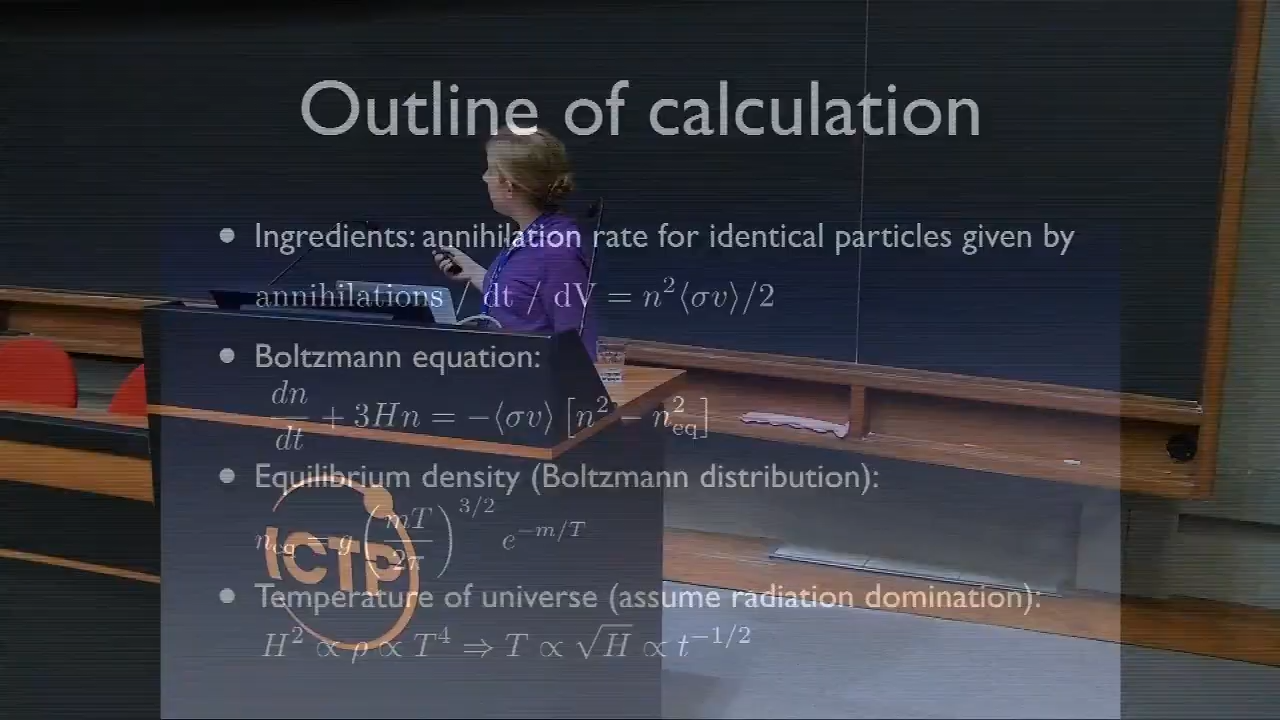 Outline of calculation
• Ingredients: annihilation rate for identical particles given by
annihilations / dt / dV = n²⟨σv⟩/2
• Boltzmann equation:
dn/dt + 3Hn = −⟨σv⟩ [n² − n_eq²]
• Equilibrium density (Boltzmann distribution):
n_eq = g (mT/2π)^{3/2} e^{−m/T}
• Temperature of universe (assume radiation domination):
H² ∝ ρ ∝ T⁴ ⇒ T ∝ √H ∝ t^{−1/2}
ICTP